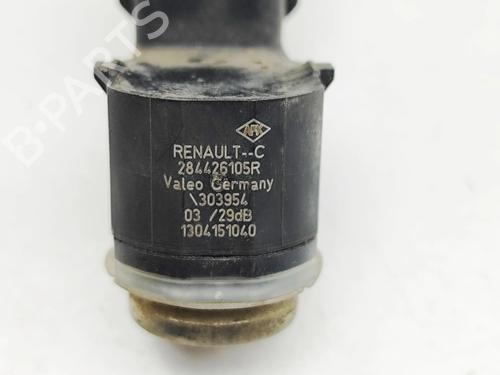 B-PARTS
RENAULT--C
284426105R
Valeo Germany
\303954
03 /29dB
1304151040